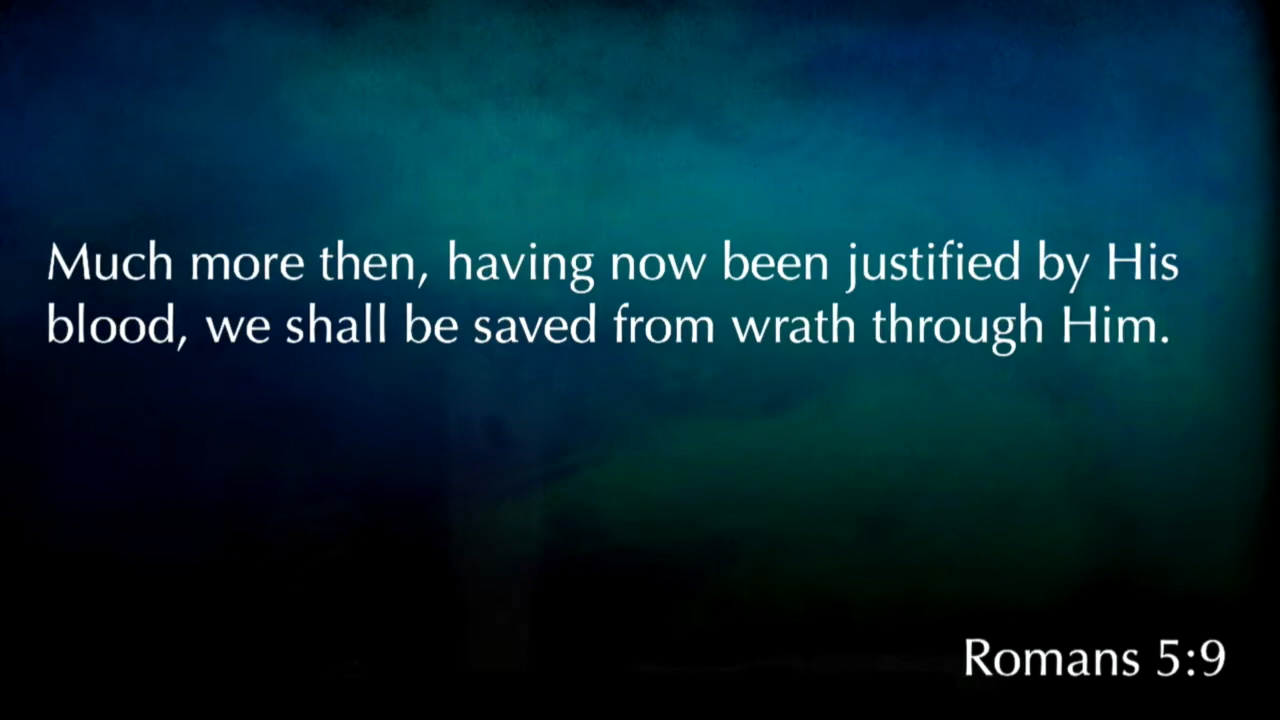 Much more then, having now been justified by His
blood, we shall be saved from wrath through Him.
Romans 5:9